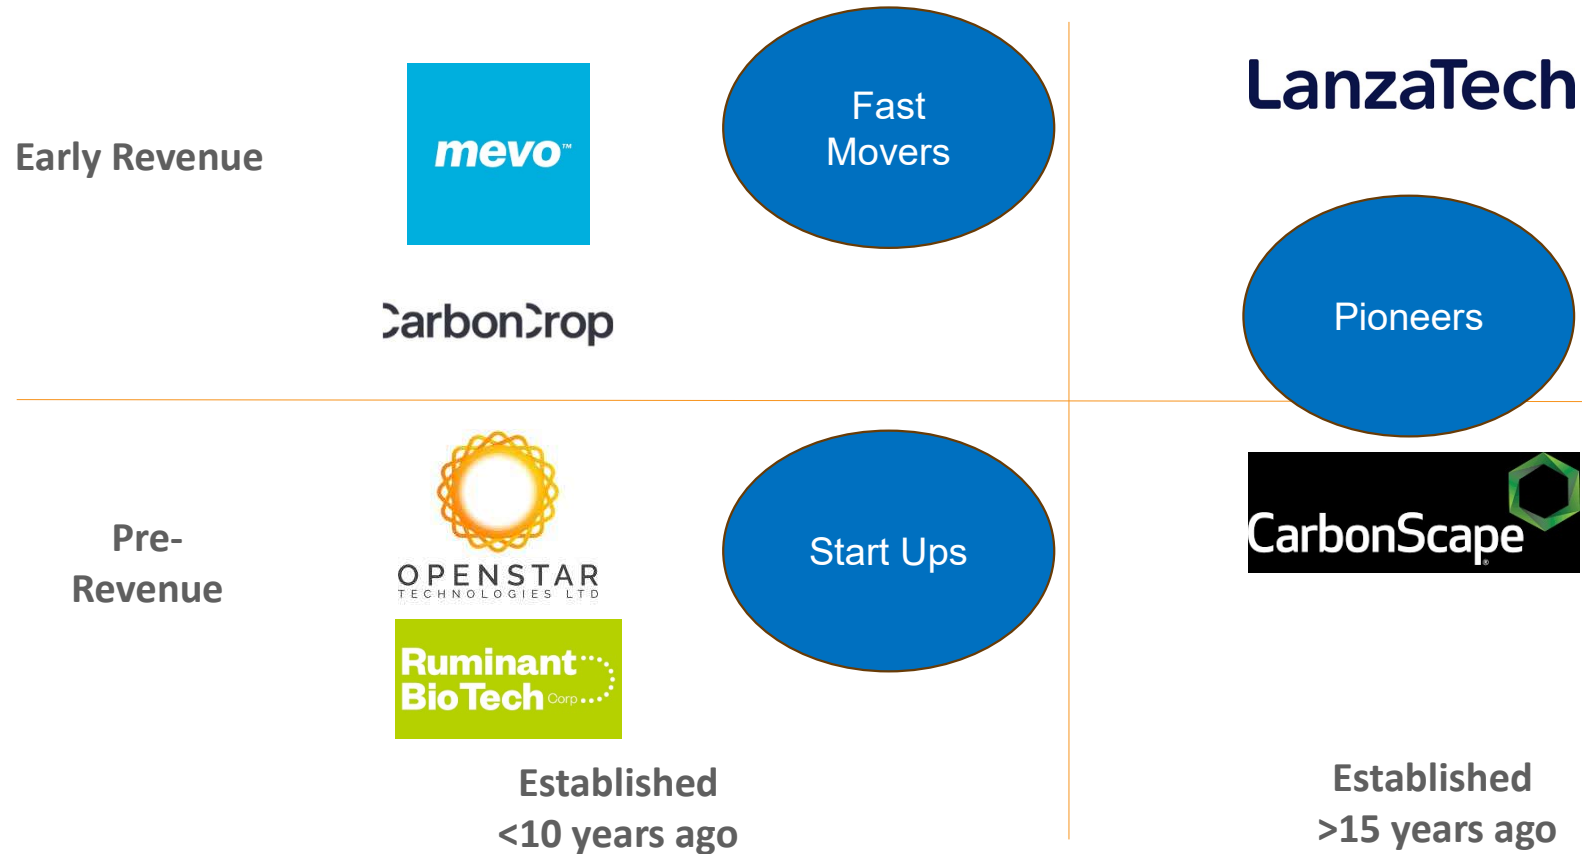 Early Revenue
mevo™
CarbonCrop
Fast
Movers
LanzaTech
Pioneers
Pre-
Revenue
OPENSTAR
TECHNOLOGIES LTD
Ruminant
BioTech Corp
Start Ups
CarbonScape®
Established
<10 years ago
Established
>15 years ago